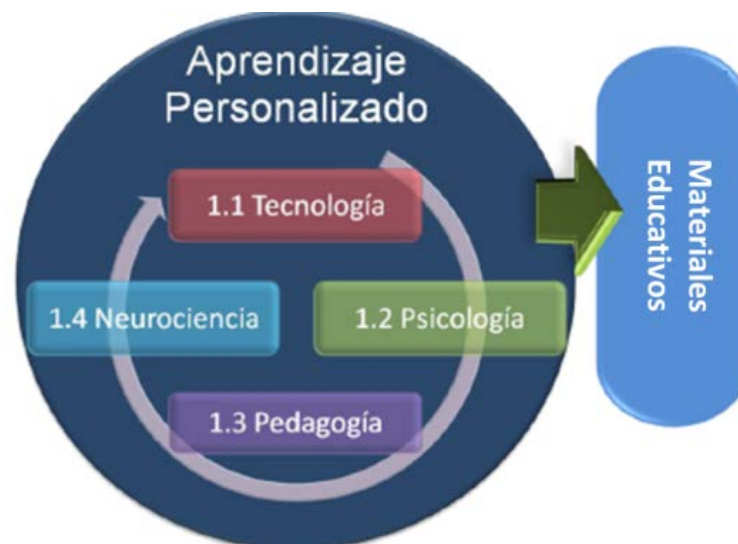 Aprendizaje
Personalizado
1.1 Tecnología
1.4 Neurociencia
1.2 Psicología
1.3 Pedagogía
Materiales
Educativos